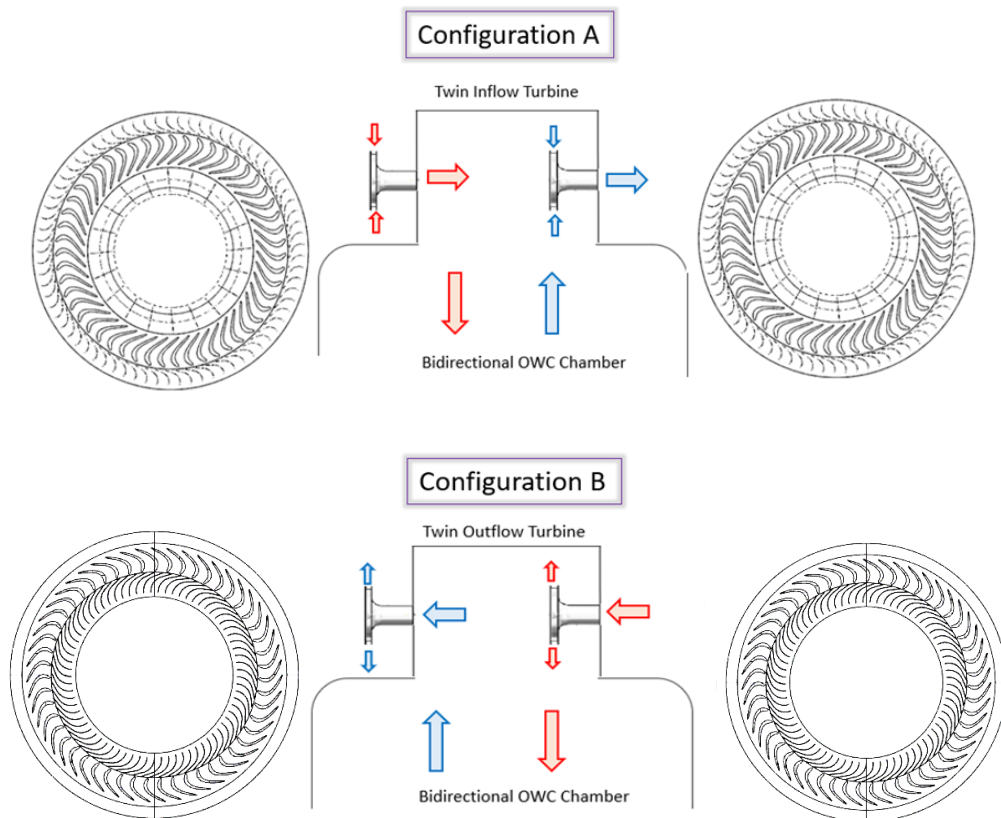 Configuration A
Twin Inflow Turbine
Bidirectional OWC Chamber
Configuration B
Twin Outflow Turbine
Bidirectional OWC Chamber